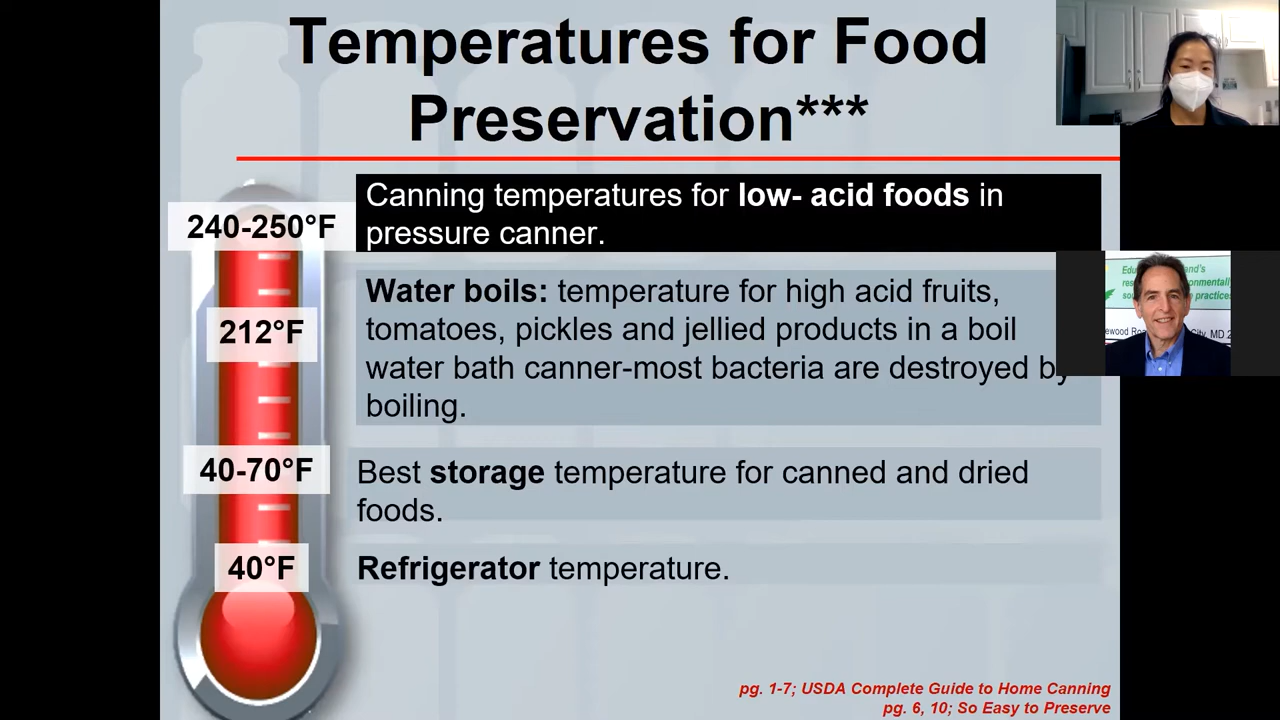 Temperatures for Food
Preservation***
240-250°F
Canning temperatures for low- acid foods in
pressure canner.
212°F
Water boils: temperature for high acid fruits,
tomatoes, pickles and jellied products in a boil
water bath canner-most bacteria are destroyed by
boiling.
40-70°F
Best storage temperature for canned and dried
foods.
40°F
Refrigerator temperature.
pg. 1-7; USDA Complete Guide to Home Canning
pg. 6, 10; So Easy to Preserve
City, MD